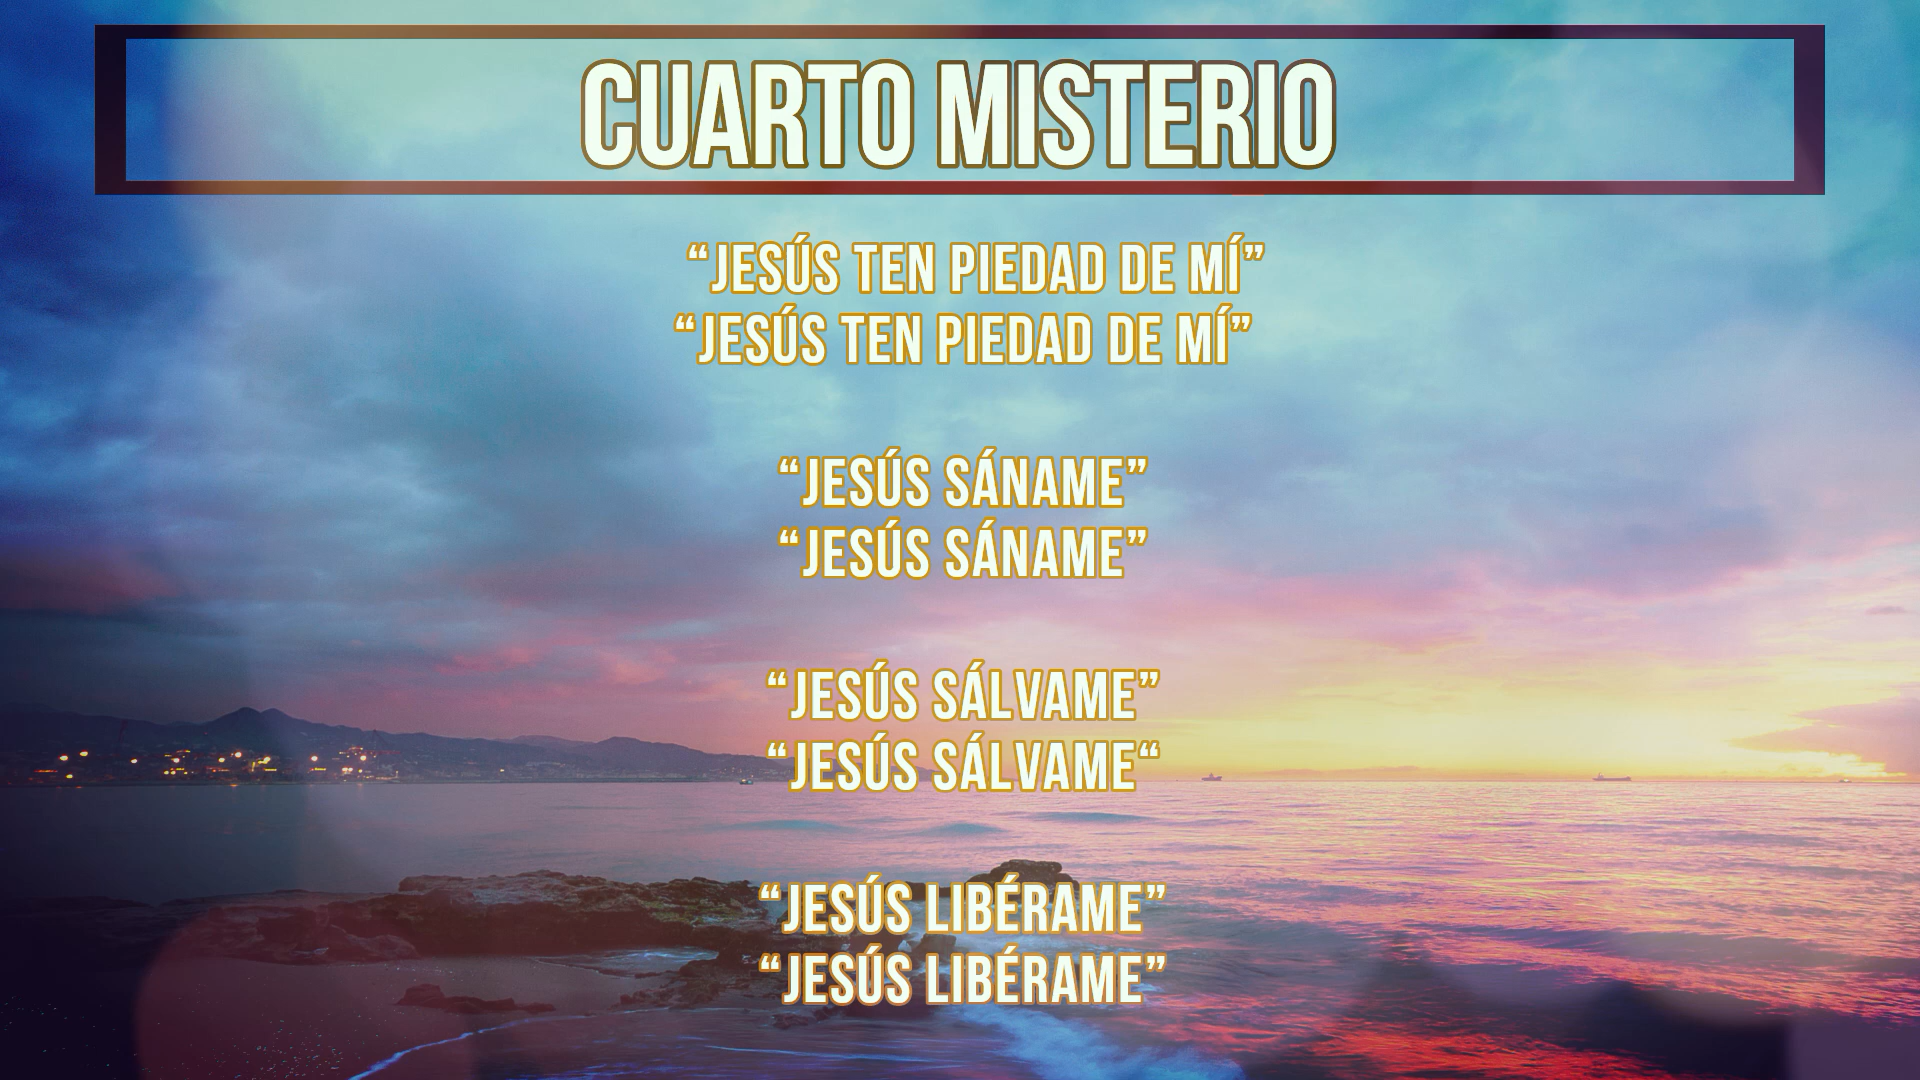 CUARTO MISTERIO
“JESÚS TEN PIEDAD DE MÍ”
“JESÚS TEN PIEDAD DE MÍ”
“JESÚS SÁNAME”
“JESÚS SÁNAME”
“JESÚS SÁLVAME”
“JESÚS SÁLVAME“
“JESÚS LIBÉRAME”
“JESÚS LIBÉRAME”